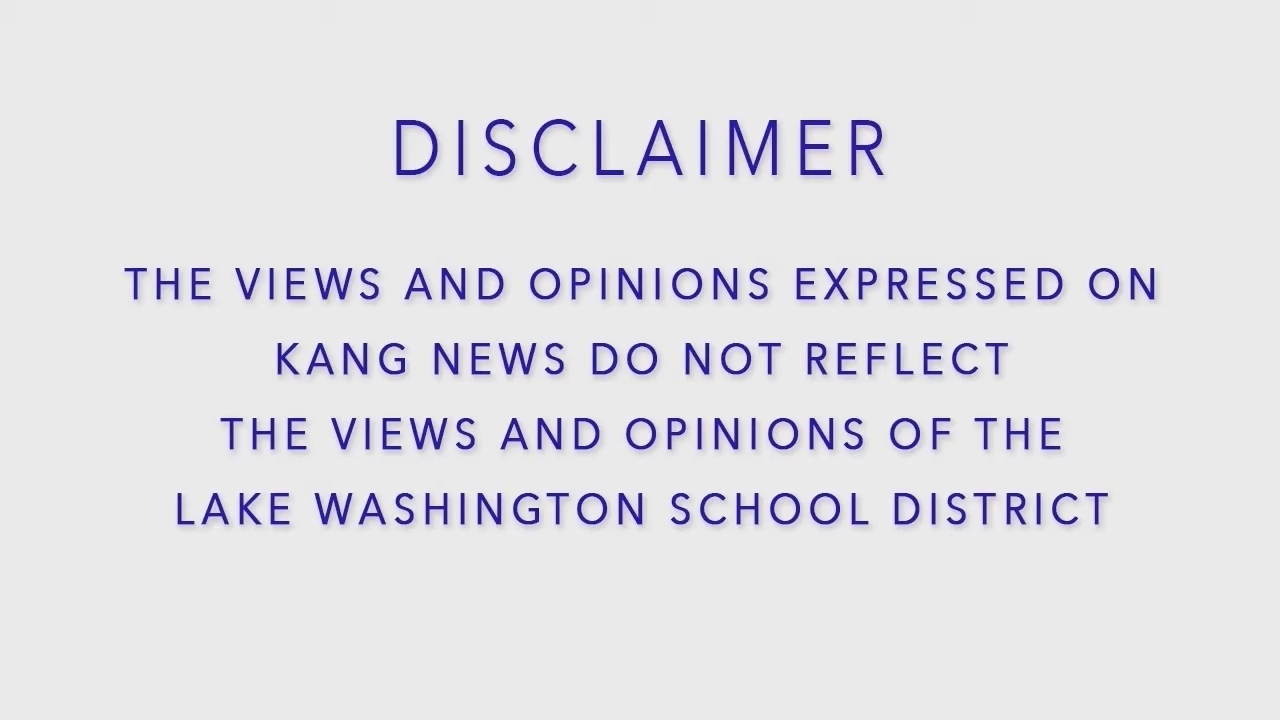 DISCLAIMER
THE VIEWS AND OPINIONS EXPRESSED ON
KANG NEWS DO NOT REFLECT
THE VIEWS AND OPINIONS OF THE
LAKE WASHINGTON SCHOOL DISTRICT